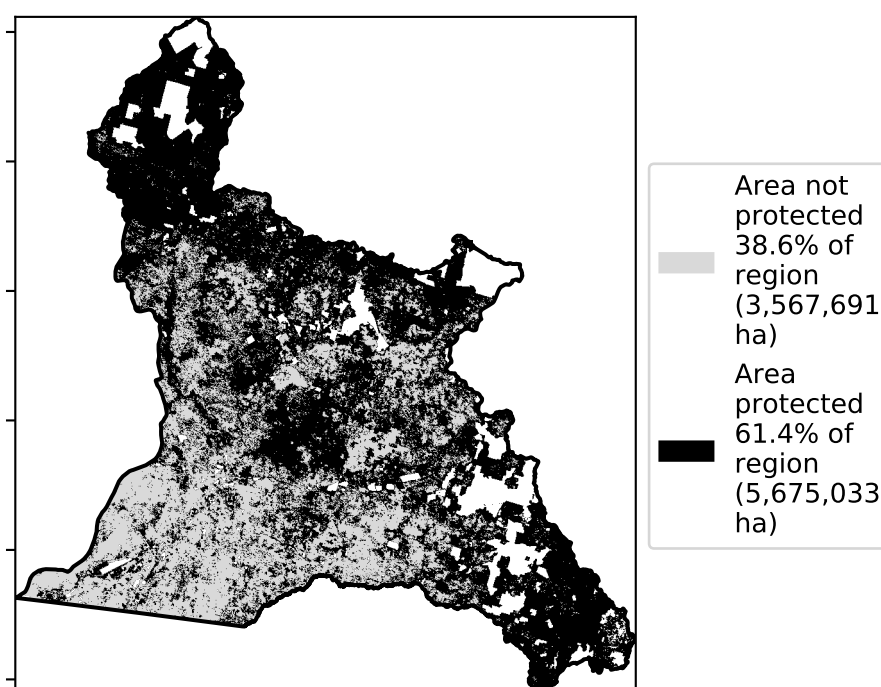 Area not
protected
38.6% of
region
(3,567,691
ha)
Area
protected
61.4% of
region
(5,675,033
ha)